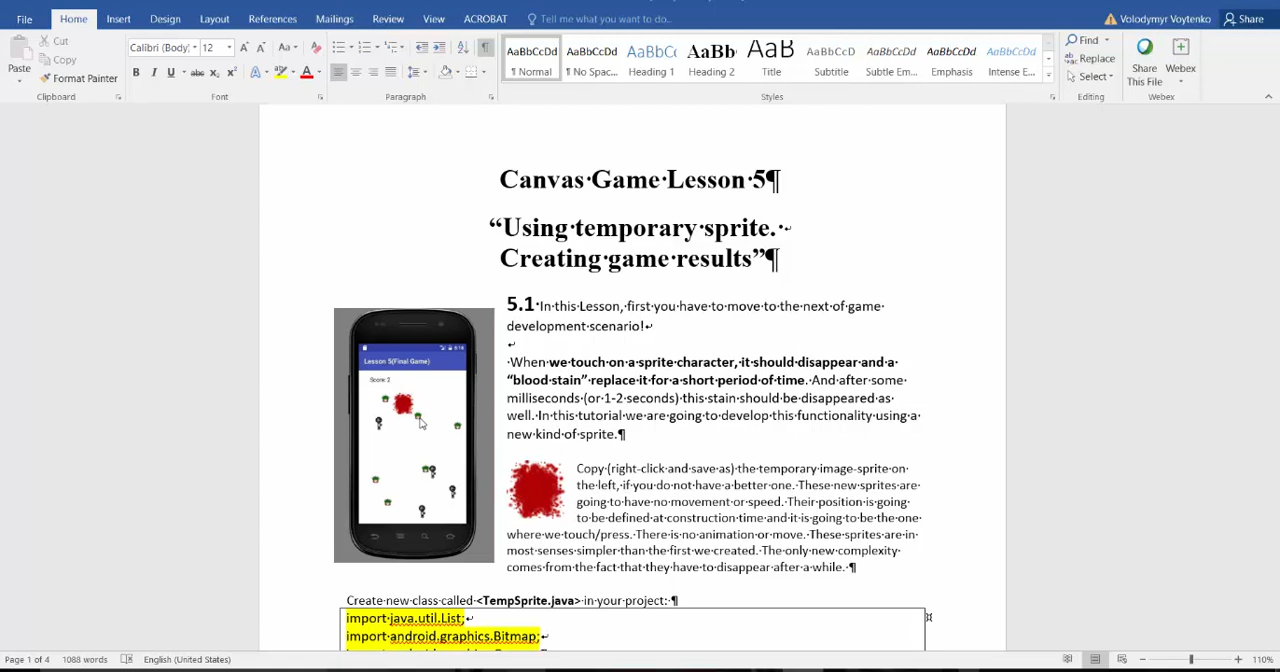 File Home Insert Design Layout References Mailings Review View ACROBAT Tell me what you want to do... Volodymyr Voytenko Share
Cut
Copy
Format Painter
Paste
Clipboard
Calibri (Body) 12
Font
Paragraph
AaBbCcDd AaBbCcDd AaBbCc AaBb AaB AaBbCcD AaBbCcDd AaBbCcDd AaBbCcDd
¶ Normal ¶ No Spac... Heading 1 Heading 2 Title Subtitle Subtle Em... Emphasis Intense E...
Styles
Find
Replace
Select
Editing
Share This File
Webex
Webex
Canvas·Game·Lesson·5¶
“Using·temporary·sprite.·↵
Creating·game·results”¶
5.1·In·this·Lesson,·first·you·have·to·move·to·the·next·of·game·
development·scenario!↵
↵
·When·we·touch·on·a·sprite·character,·it·should·disappear·and·a·
“blood·stain”·replace·it·for·a·short·period·of·time.·And·after·some·
milliseconds·(or·1-2·seconds)·this·stain·should·be·disappeared·as·
well.·In·this·tutorial·we·are·going·to·develop·this·functionality·using·a·
new·kind·of·sprite.¶
Lesson 5(Final Game)
Score: 2
Copy·(right-click·and·save·as)·the·temporary·image-sprite·on·
the·left,·if·you·do·not·have·a·better·one.·These·new·sprites·are·
going·to·have·no·movement·or·speed.·Their·position·is·going·
to·be·defined·at·construction·time·and·it·is·going·to·be·the·one·
where·we·touch/press.·There·is·no·animation·or·move.·These·sprites·are·in·
most·senses·simpler·than·the·first·we·created.·The·only·new·complexity·
comes·from·the·fact·that·they·have·to·disappear·after·a·while.·¶
Create·new·class·called·<TempSprite.java>·in·your·project:·¶
import·java.util.List;↵
import·android.graphics.Bitmap;↵
Page 1 of 4 1088 words English (United States) 110%